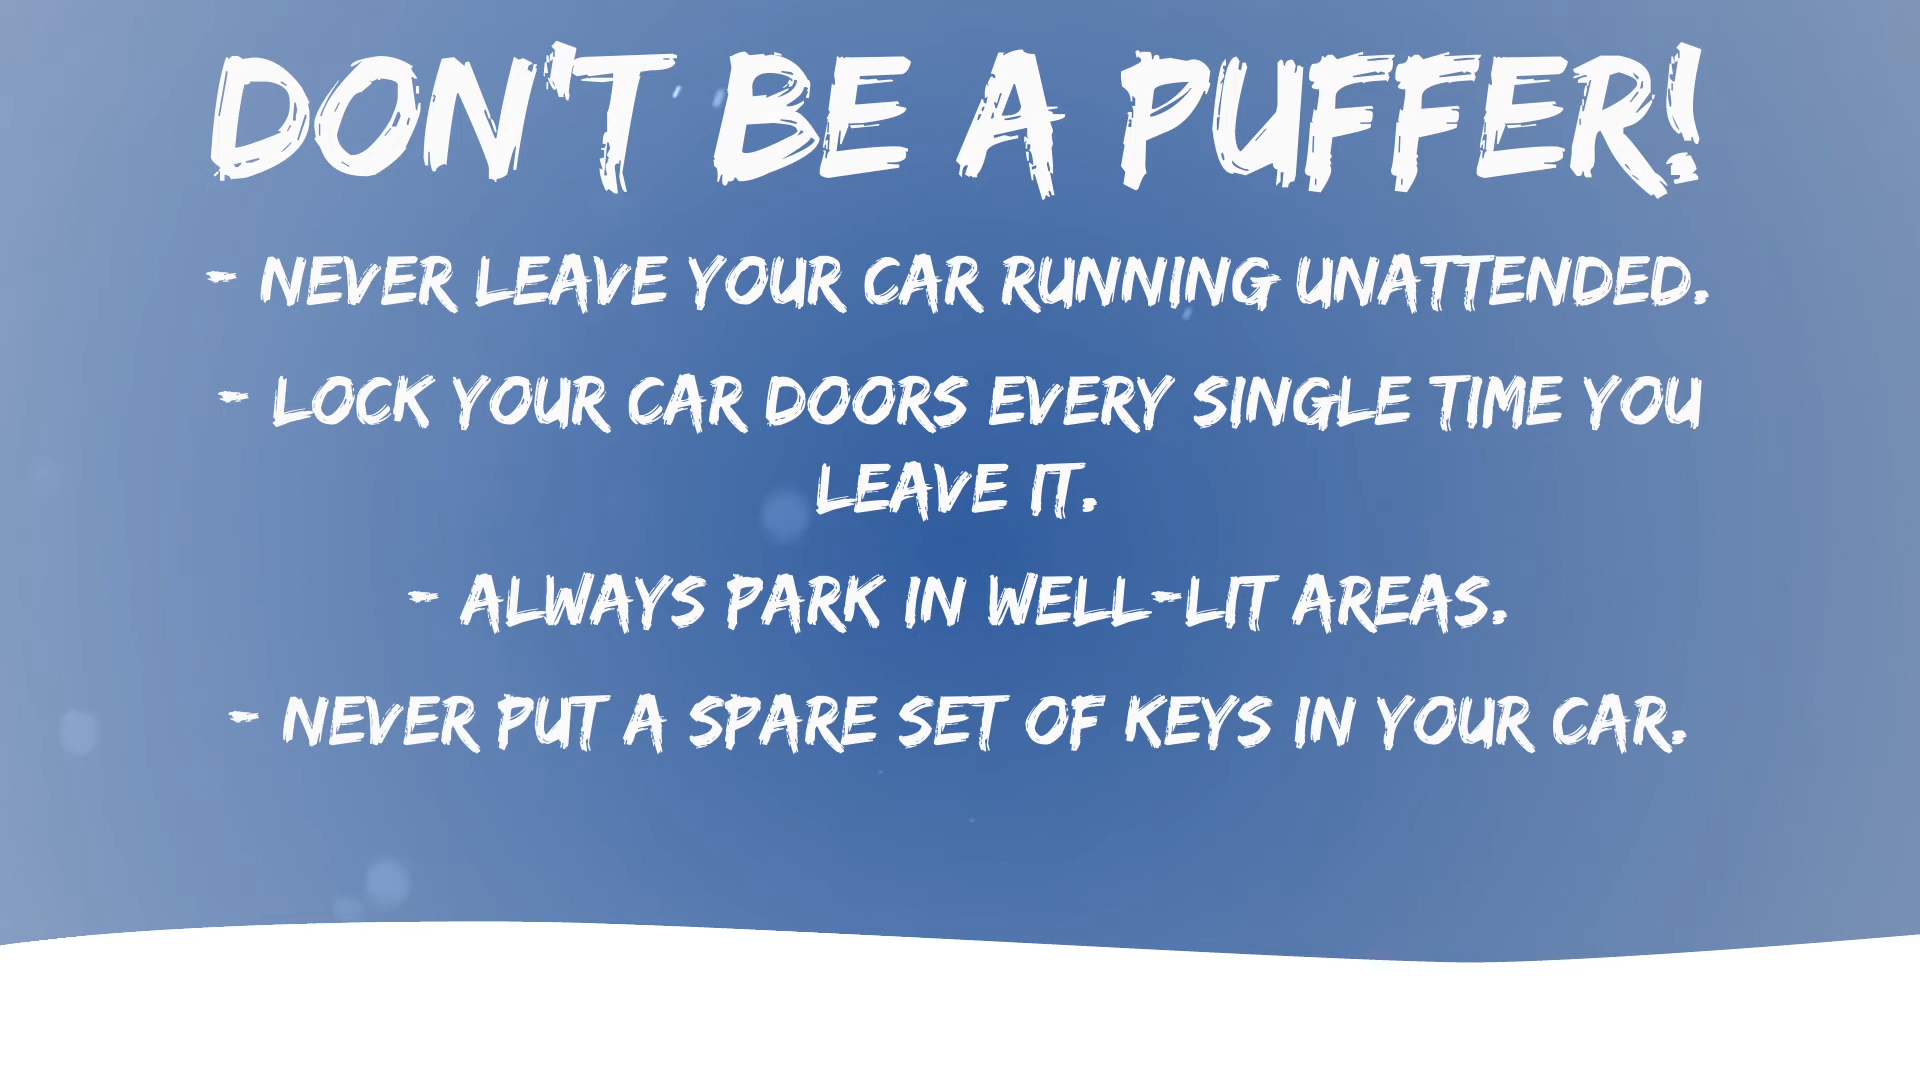 DON'T BE A PUFFER!
- NEVER LEAVE YOUR CAR RUNNING UNATTENDED.
- LOCK YOUR CAR DOORS EVERY SINGLE TIME YOU
LEAVE IT.
- ALWAYS PARK IN WELL-LIT AREAS.
- NEVER PUT A SPARE SET OF KEYS IN YOUR CAR.